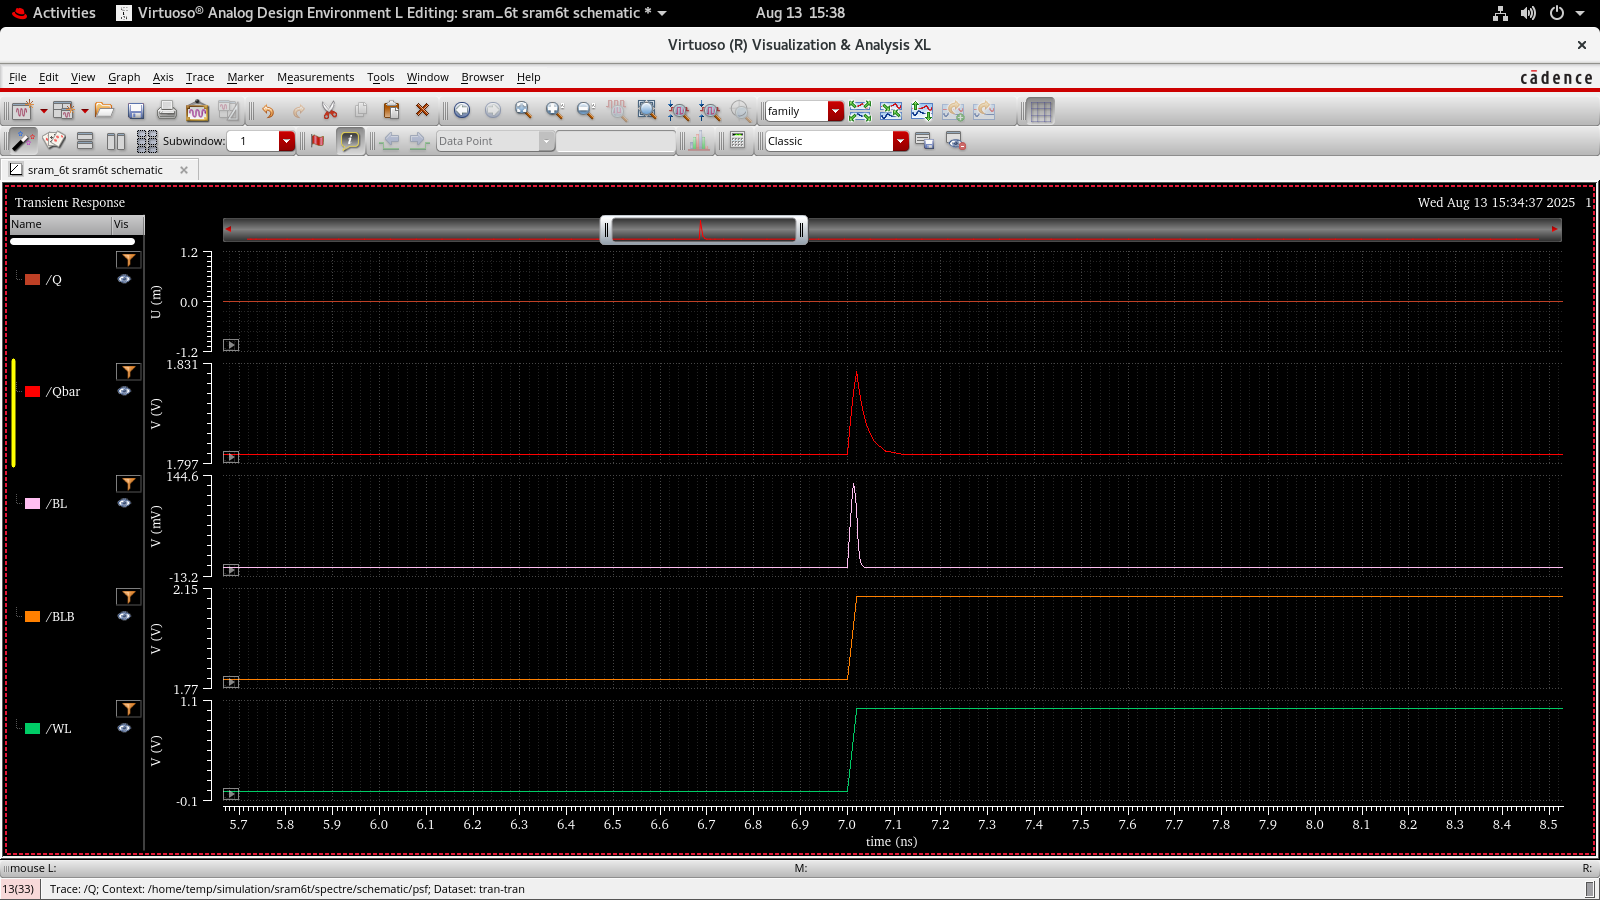 Activities
Virtuoso® Analog Design Environment L Editing: sram_6t sram6t schematic *
Aug 13 15:38
Virtuoso (R) Visualization & Analysis XL
×
File Edit View Graph Axis Trace Marker Measurements Tools Window Browser Help
cādence
family
Subwindow: 1
Data Point
Classic
sram_6t sram6t schematic
Transient Response
Wed Aug 13 15:34:37 2025 1
Name Vis
/Q
1.2
0.0
-1.2
U (m)
/Qbar
1.831
1.797
V (V)
/BL
144.6
-13.2
V (mV)
/BLB
2.15
1.77
V (V)
/WL
1.1
-0.1
V (V)
5.7 5.8 5.9 6.0 6.1 6.2 6.3 6.4 6.5 6.6 6.7 6.8 6.9 7.0 7.1 7.2 7.3 7.4 7.5 7.6 7.7 7.8 7.9 8.0 8.1 8.2 8.3 8.4 8.5
time (ns)
mouse L: M: R:
13(33) Trace: /Q; Context: /home/temp/simulation/sram6t/spectre/schematic/psf; Dataset: tran-tran